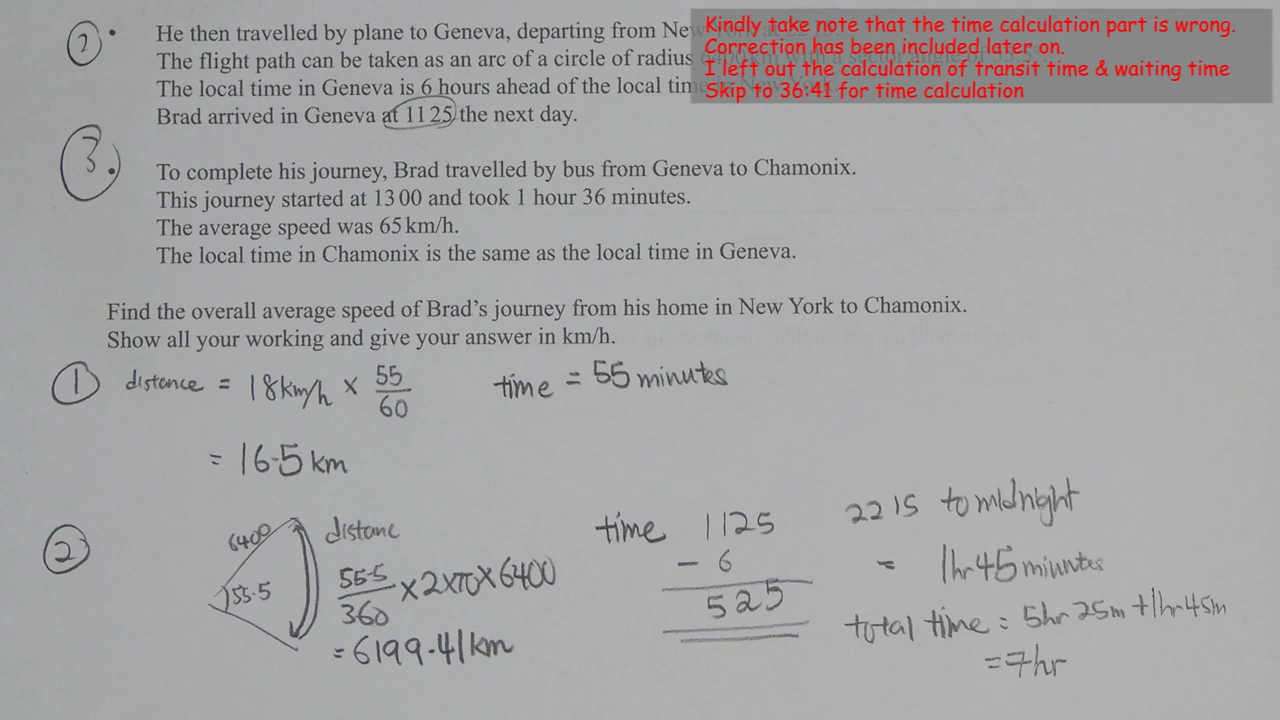 Kindly take note that the time calculation part is wrong.
Correction has been included later on.
I left out the calculation of transit time & waiting time
Skip to 36:41 for time calculation
2 • He then travelled by plane to Geneva, departing from New
The flight path can be taken as an arc of a circle of radius
The local time in Geneva is 6 hours ahead of the local
Brad arrived in Geneva at 11 25 the next day.
3. To complete his journey, Brad travelled by bus from Geneva to Chamonix.
This journey started at 13 00 and took 1 hour 36 minutes.
The average speed was 65 km/h.
The local time in Chamonix is the same as the local time in Geneva.
Find the overall average speed of Brad's journey from his home in New York to Chamonix.
Show all your working and give your answer in km/h.
1 distance = 18km/h × 55/60 time = 55 minutes
= 16.5 km
2 6400 55.5 distanc
55.5/360 × 2 × π × 6400
= 6199.41km
time 1125
- 6
525
2215 to midnight
= 1hr 45 miuntes
total time = 5hr 25m + 1hr 45m
= 7hr